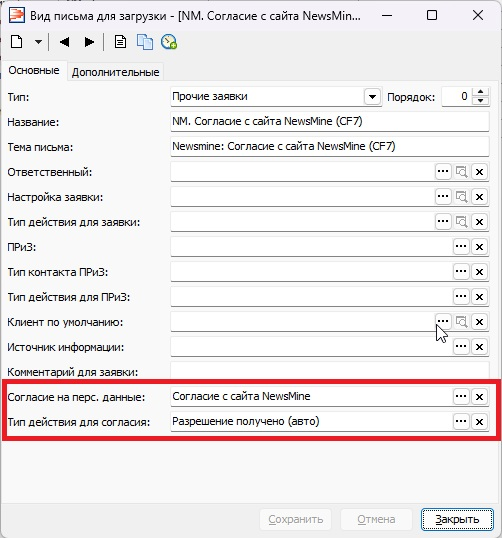 Вид письма для загрузки - [NM. Согласие с сайта NewsMine...
Основные Дополнительные
Тип: Прочие заявки Порядок: 0
Название: NM. Согласие с сайта NewsMine (CF7)
Тема письма: Newsmine: Согласие с сайта NewsMine (CF7)
Ответственный:
Настройка заявки:
Тип действия для заявки:
ПРиЗ:
Тип контакта ПРиЗ:
Тип действия для ПРиЗ:
Клиент по умолчанию:
Источник информации:
Комментарий для заявки:
Согласие на перс. данные: Согласие с сайта NewsMine
Тип действия для согласия: Разрешение получено (авто)
Сохранить Отмена Закрыть